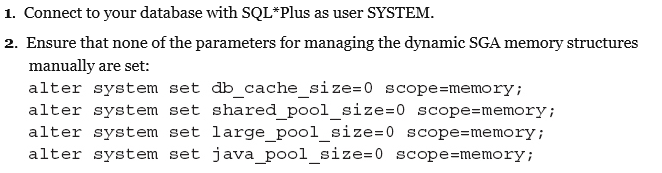 1. Connect to your database with SQL*Plus as user SYSTEM.
2. Ensure that none of the parameters for managing the dynamic SGA memory structures
manually are set:
alter system set db_cache_size=0 scope=memory;
alter system set shared_pool_size=0 scope=memory;
alter system set large_pool_size=0 scope=memory;
alter system set java_pool_size=0 scope=memory;